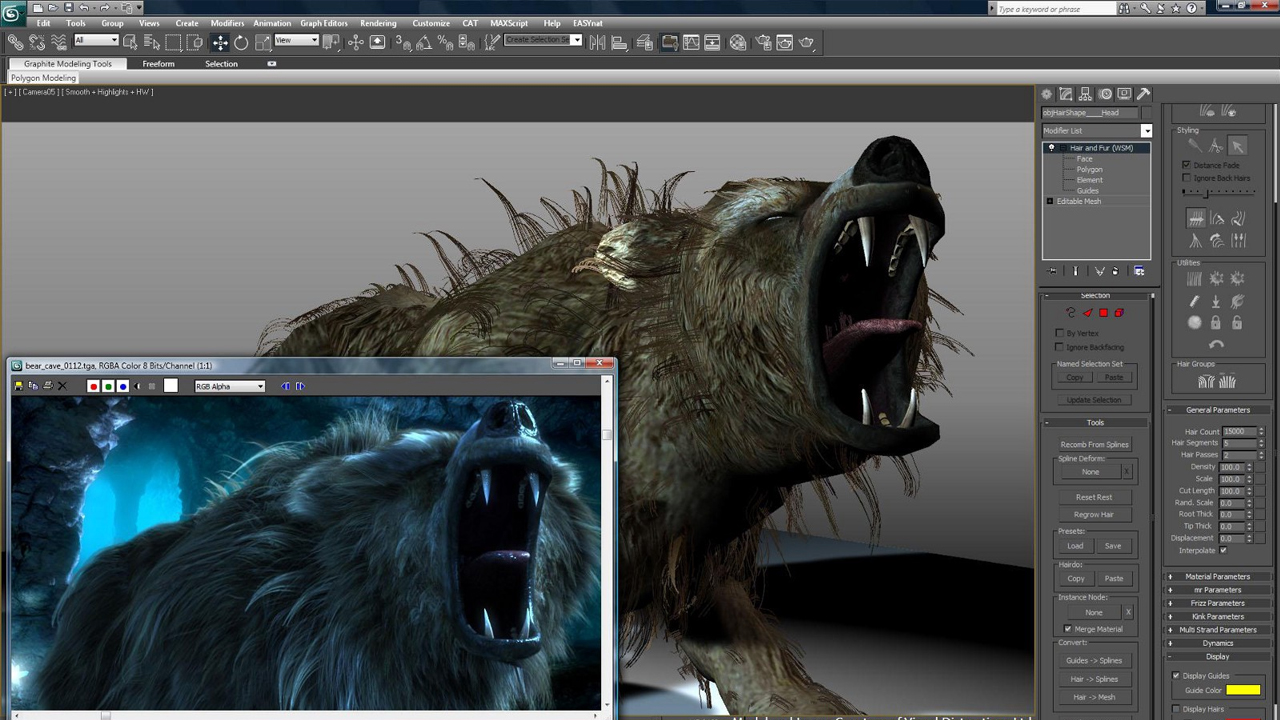 Type a keyword or phrase
Edit Tools Group Views Create Modifiers Animation Graph Editors Rendering Customize CAT MAXScript Help EASYnat
All View Create Selection Se
Graphite Modeling Tools Freeform Selection
Polygon Modeling
[ + ] [ Camera05 ] [ Smooth + Highlights + HW ]
objHairShape____Head
Modifier List
Hair and Fur (WSM)
Face
Polygon
Element
Guides
Editable Mesh
Selection
By Vertex
Ignore Backfacing
Named Selection Set
Copy Paste
Update Selection
Tools
Recomb From Splines
Spline Deform:
None X
Reset Rest
Regrow Hair
Presets:
Load Save
Hairdo:
Copy Paste
Instance Node:
None X
Merge Material
Convert:
Guides -> Splines
Hair -> Splines
Hair -> Mesh
Styling
Distance Fade
Ignore Back Hairs
Utilities
Hair Groups
General Parameters
Hair Count 15000
Hair Segments 5
Hair Passes 2
Density 100.0
Scale 100.0
Cut Length 100.0
Rand. Scale 0.0
Root Thick 0.0
Tip Thick 0.0
Displacement 0.0
Interpolate
Material Parameters
mr Parameters
Frizz Parameters
Kink Parameters
Multi Strand Parameters
Dynamics
Display
Display Guides
Guide Color
Display Hairs
bear_cave_0112.tga, RGBA Color 8 Bits/Channel (1:1)
RGB Alpha